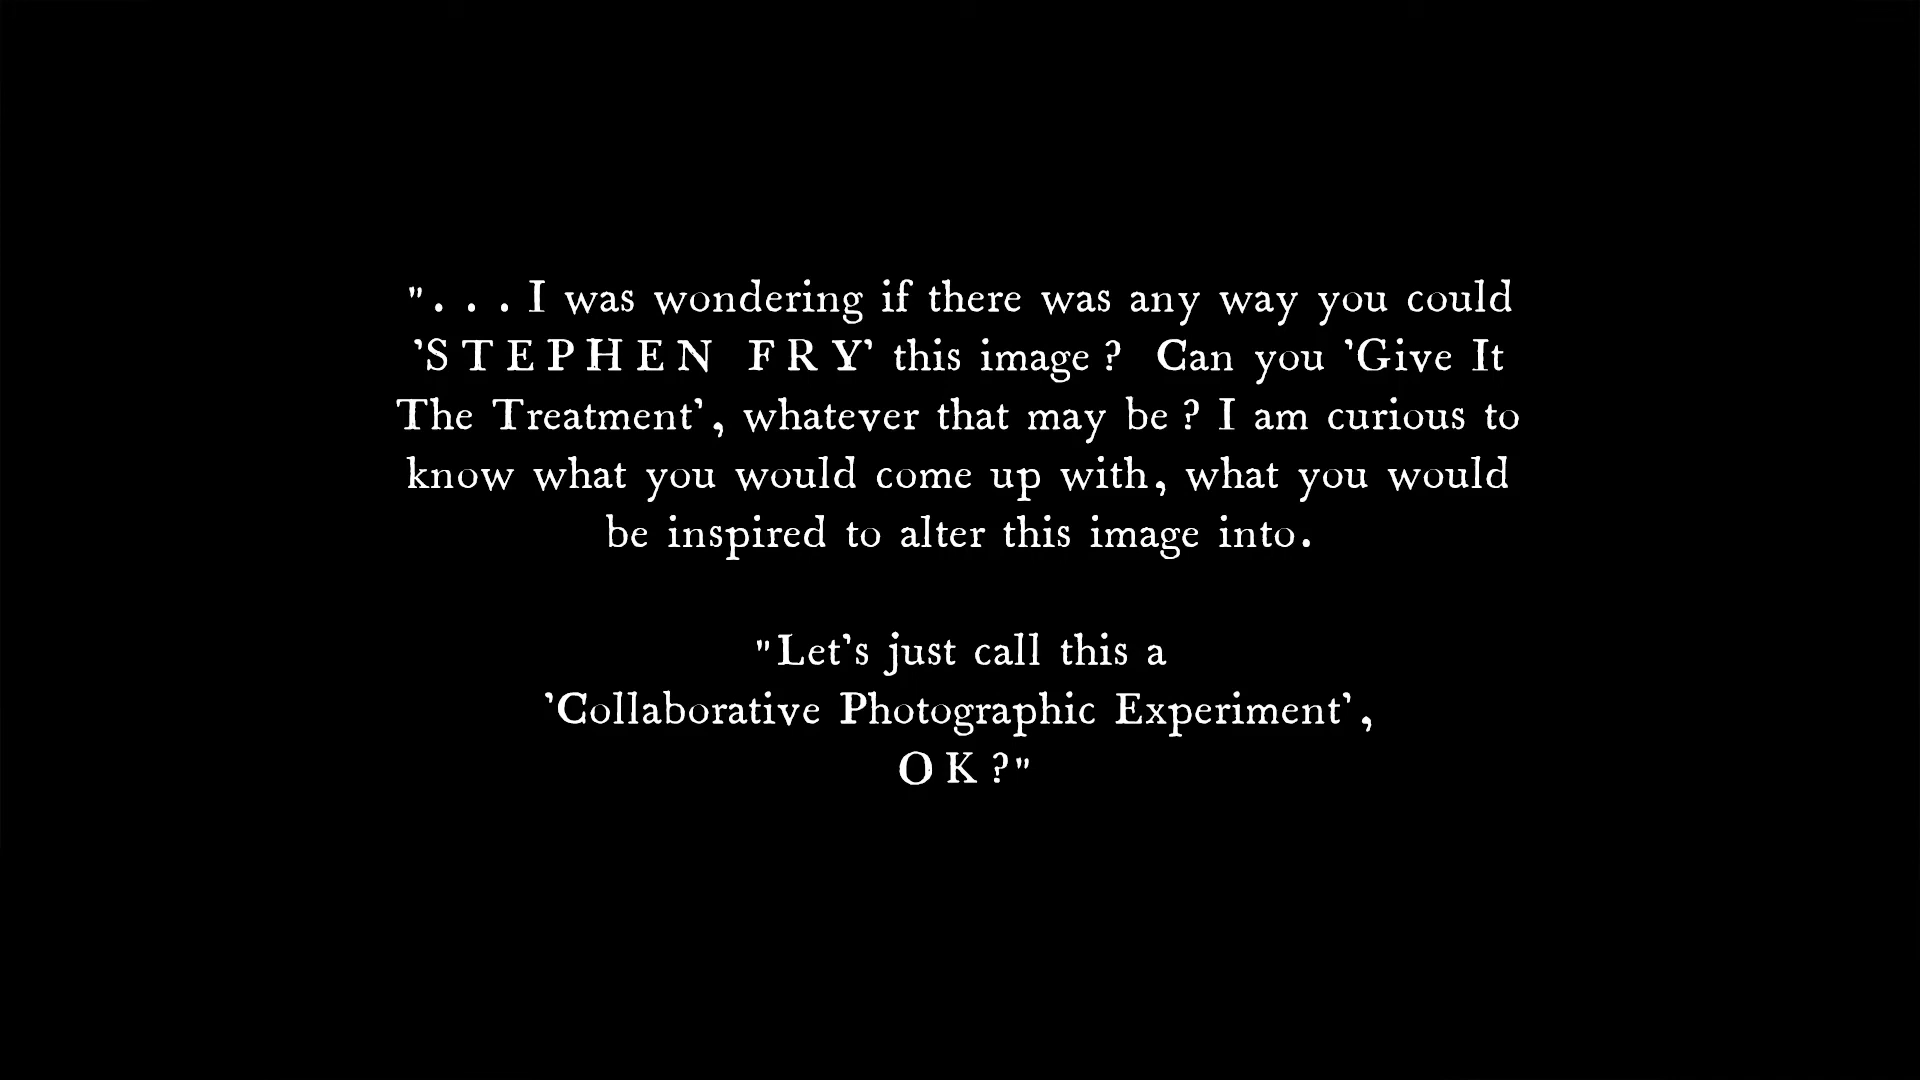 ". . . I was wondering if there was any way you could
'S T E P H E N   F R Y' this image ?  Can you 'Give It
The Treatment', whatever that may be ? I am curious to
know what you would come up with, what you would
be inspired to alter this image into.
"Let's just call this a
'Collaborative Photographic Experiment',
O K ?"